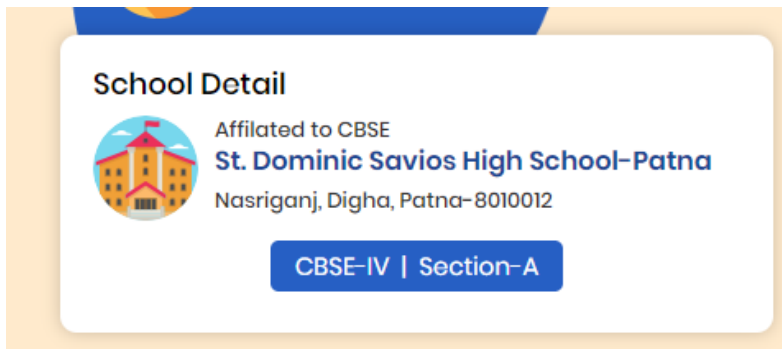 School Detail
Affilated to CBSE
St. Dominic Savios High School-Patna
Nasriganj, Digha, Patna-8010012
CBSE-IV | Section-A